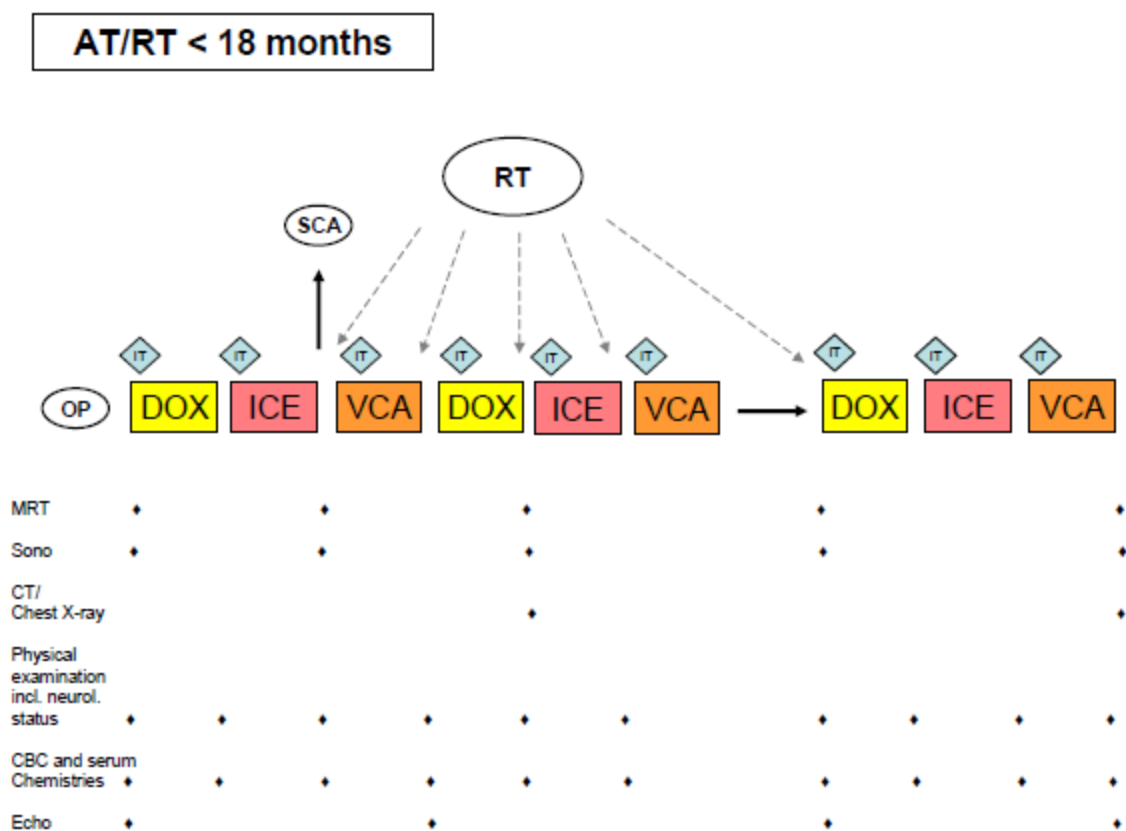 AT/RT < 18 months
RT
SCA
IT IT IT IT IT IT IT IT IT
OP DOX ICE VCA DOX ICE VCA DOX ICE VCA
MRT
Sono
CT/
Chest X-ray
Physical
examination
incl. neurol.
status
CBC and serum
Chemistries
Echo